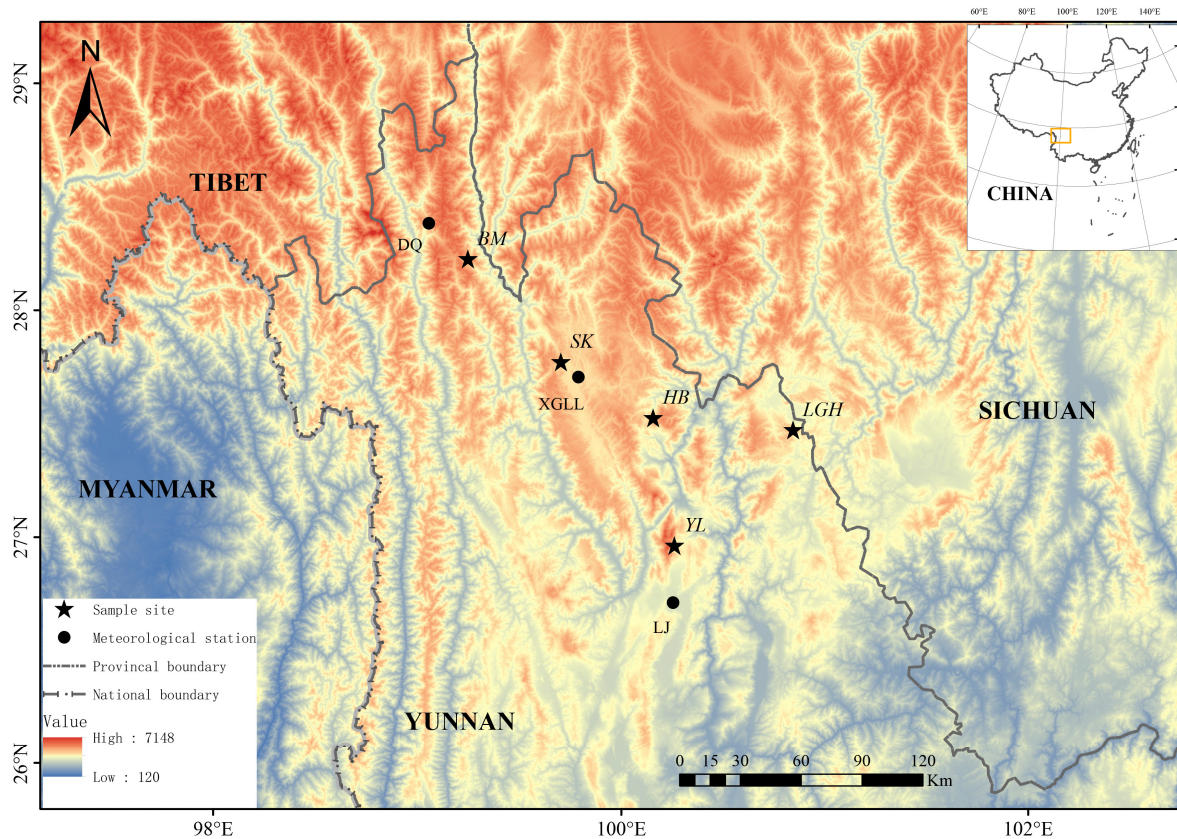 60°E
80°E
100°E
120°E
140°E
N
29°N
28°N
27°N
26°N
TIBET
CHINA
DQ
BM
SK
XGLL
HB
LGH
SICHUAN
MYANMAR
YL
LJ
YUNNAN
Sample site
Meteorological station
Provincal boundary
National boundary
Value
High : 7148
Low : 120
0 15 30 60 90 120
Km
98°E
100°E
102°E